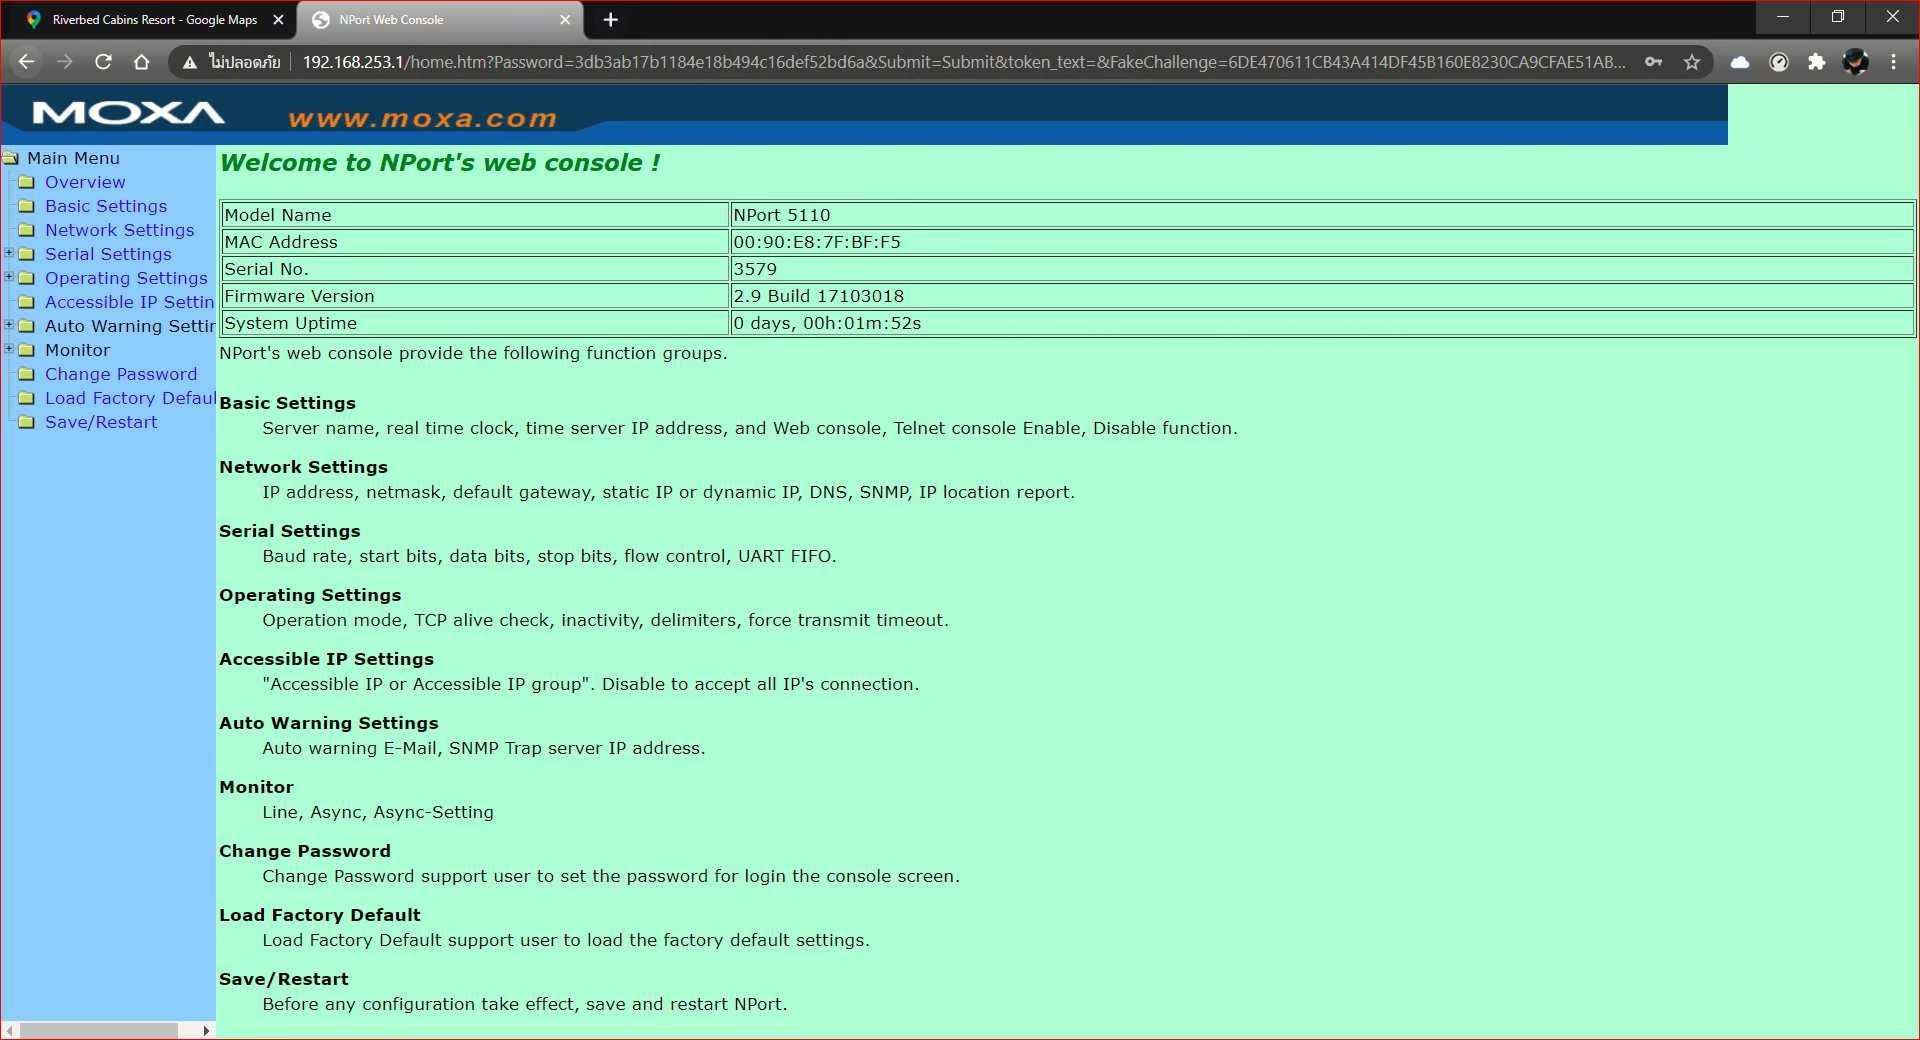 Riverbed Cabins Resort - Google Maps
NPort Web Console
ไม่ปลอดภัย
192.168.253.1/home.htm?Password=3db3ab17b1184e18b494c16def52bd6a&Submit=Submit&token_text=&FakeChallenge=6DE470611CB43A414DF45B160E8230CA9CFAE51AB...
MOXA www.moxa.com
Main Menu
Overview
Basic Settings
Network Settings
Serial Settings
Operating Settings
Accessible IP Settin
Auto Warning Settir
Monitor
Change Password
Load Factory Defaul
Save/Restart
Welcome to NPort's web console !
Model Name NPort 5110
MAC Address 00:90:E8:7F:BF:F5
Serial No. 3579
Firmware Version 2.9 Build 17103018
System Uptime 0 days, 00h:01m:52s
NPort's web console provide the following function groups.
Basic Settings
Server name, real time clock, time server IP address, and Web console, Telnet console Enable, Disable function.
Network Settings
IP address, netmask, default gateway, static IP or dynamic IP, DNS, SNMP, IP location report.
Serial Settings
Baud rate, start bits, data bits, stop bits, flow control, UART FIFO.
Operating Settings
Operation mode, TCP alive check, inactivity, delimiters, force transmit timeout.
Accessible IP Settings
"Accessible IP or Accessible IP group". Disable to accept all IP's connection.
Auto Warning Settings
Auto warning E-Mail, SNMP Trap server IP address.
Monitor
Line, Async, Async-Setting
Change Password
Change Password support user to set the password for login the console screen.
Load Factory Default
Load Factory Default support user to load the factory default settings.
Save/Restart
Before any configuration take effect, save and restart NPort.